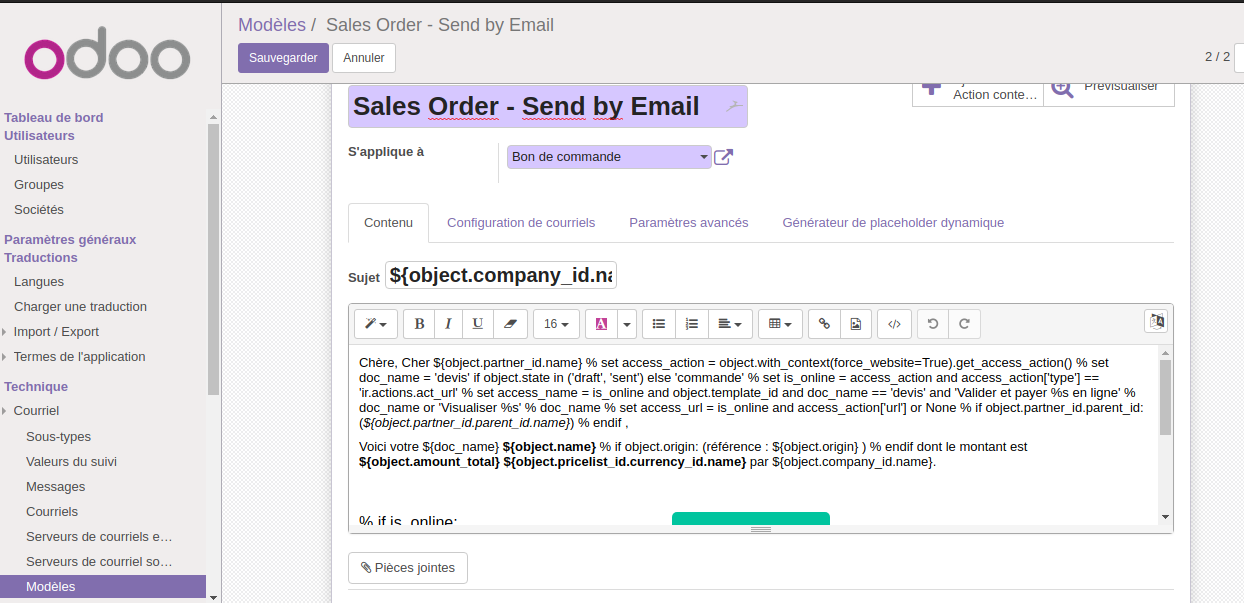 odoo
Modèles / Sales Order - Send by Email
Sauvegarder Annuler
2 / 2
Tableau de bord
Utilisateurs
Utilisateurs
Groupes
Sociétés
Paramètres généraux
Traductions
Langues
Charger une traduction
Import / Export
Termes de l'application
Technique
Courriel
Sous-types
Valeurs du suivi
Messages
Courriels
Serveurs de courriels e...
Serveurs de courriel so...
Modèles
Action conte...
Prévisualiser
Sales Order - Send by Email
S'applique à
Bon de commande
Contenu Configuration de courriels Paramètres avancés Générateur de placeholder dynamique
Sujet ${object.company_id.na
B I U 16 A </>
Chère, Cher ${object.partner_id.name} % set access_action = object.with_context(force_website=True).get_access_action() % set
doc_name = 'devis' if object.state in ('draft', 'sent') else 'commande' % set is_online = access_action and access_action['type'] ==
'ir.actions.act_url' % set access_name = is_online and object.template_id and doc_name == 'devis' and 'Valider et payer %s en ligne' %
doc_name or 'Visualiser %s' % doc_name % set access_url = is_online and access_action['url'] or None % if object.partner_id.parent_id:
(${object.partner_id.parent_id.name}) % endif ,
Voici votre ${doc_name} ${object.name} % if object.origin: (référence : ${object.origin} ) % endif dont le montant est
${object.amount_total} ${object.pricelist_id.currency_id.name} par ${object.company_id.name}.
% if is_online:
Pièces jointes